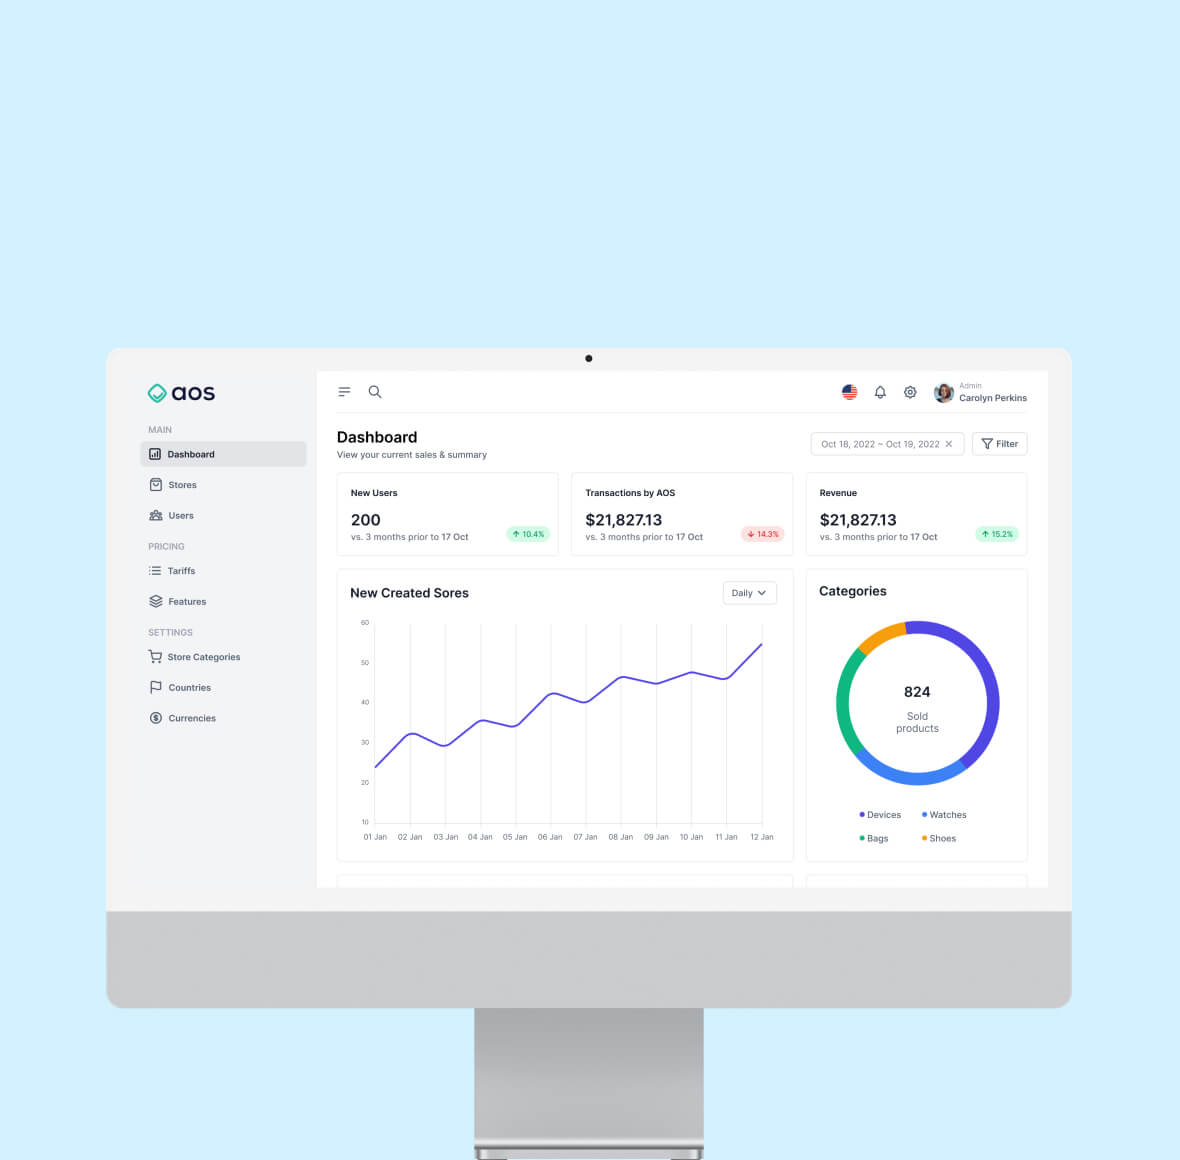 aos
MAIN
Dashboard
Stores
Users
PRICING
Tariffs
Features
SETTINGS
Store Categories
Countries
Currencies
Admin
Carolyn Perkins
Dashboard
View your current sales & summary
Oct 18, 2022 ~ Oct 19, 2022
Filter
New Users
200
vs. 3 months prior to 17 Oct
10.4%
Transactions by AOS
$21,827.13
vs. 3 months prior to 17 Oct
14.3%
Revenue
$21,827.13
vs. 3 months prior to 17 Oct
15.2%
New Created Sores
Daily
60
50
40
30
20
10
01 Jan 02 Jan 03 Jan 04 Jan 05 Jan 06 Jan 07 Jan 08 Jan 09 Jan 10 Jan 11 Jan 12 Jan
Categories
824
Sold
products
Devices Watches
Bags Shoes